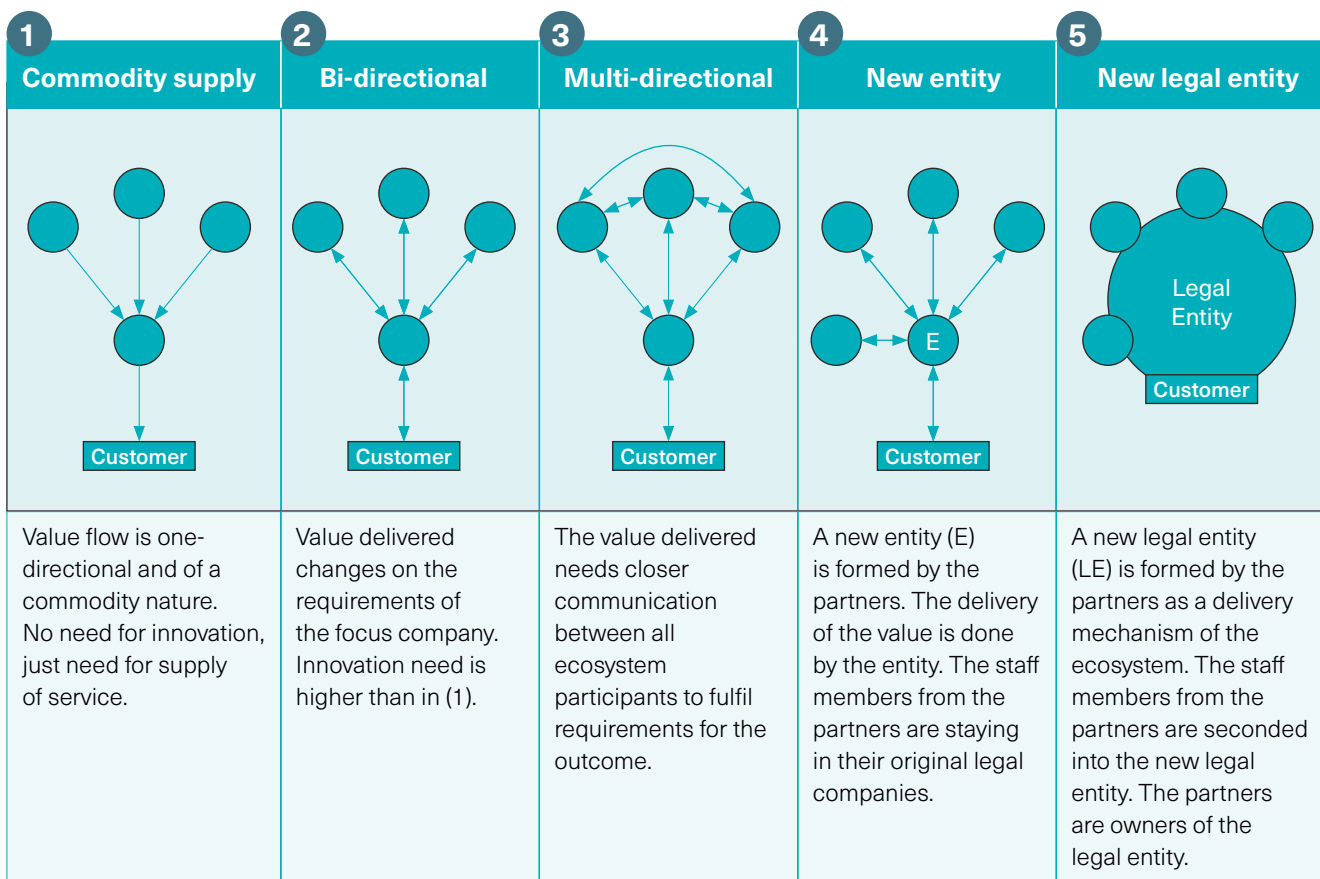 1
Commodity supply
2
Bi-directional
3
Multi-directional
4
New entity
5
New legal entity
Customer
Customer
Customer
E
Customer
Legal
Entity
Customer
Value flow is one-
directional and of a
commodity nature.
No need for innovation,
just need for supply
of service.
Value delivered
changes on the
requirements of
the focus company.
Innovation need is
higher than in (1).
The value delivered
needs closer
communication
between all
ecosystem
participants to fulfil
requirements for the
outcome.
A new entity (E)
is formed by the
partners. The delivery
of the value is done
by the entity. The staff
members from the
partners are staying
in their original legal
companies.
A new legal entity
(LE) is formed by the
partners as a delivery
mechanism of the
ecosystem. The staff
members from the
partners are seconded
into the new legal
entity. The partners
are owners of the
legal entity.